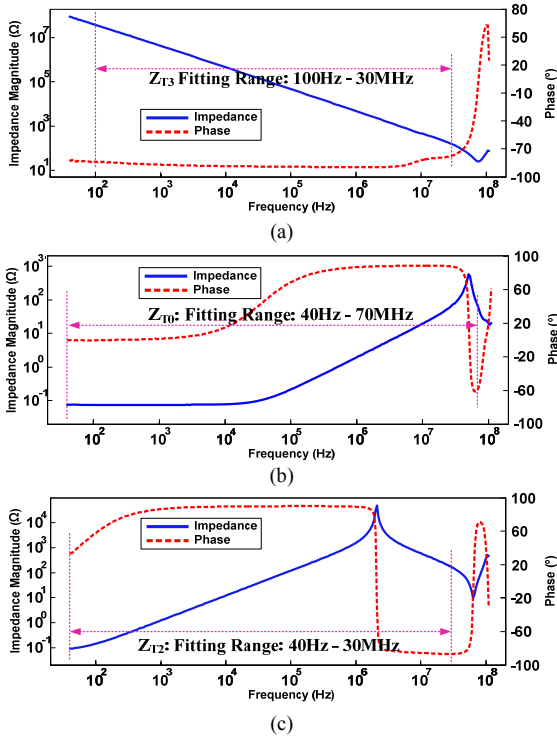 Impedance Magnitude (Ω)
10^7
10^5
10^3
10^1
80
60
20
-20
-60
-80
-100
Phase (°)
Z_T3 Fitting Range: 100Hz - 30MHz
Impedance
Phase
10^2 10^3 10^4 10^5 10^6 10^7 10^8
Frequency (Hz)
(a)
Impedance Magnitude (Ω)
10^3
10^2
10^1
10^0
10^-1
100
60
20
-20
-60
-100
Phase (°)
Impedance
Phase
Z_T0: Fitting Range: 40Hz - 70MHz
10^2 10^3 10^4 10^5 10^6 10^7 10^8
Frequency (Hz)
(b)
Impedance Magnitude (Ω)
10^4
10^3
10^2
10^1
10^0
10^-1
100
60
20
-20
-60
-100
Phase (°)
Impedance
Phase
Z_T2: Fitting Range: 40Hz - 30MHz
10^2 10^3 10^4 10^5 10^6 10^7 10^8
Frequency (Hz)
(c)